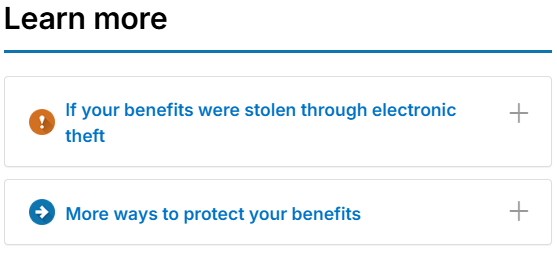 Learn more
If your benefits were stolen through electronic
theft
More ways to protect your benefits